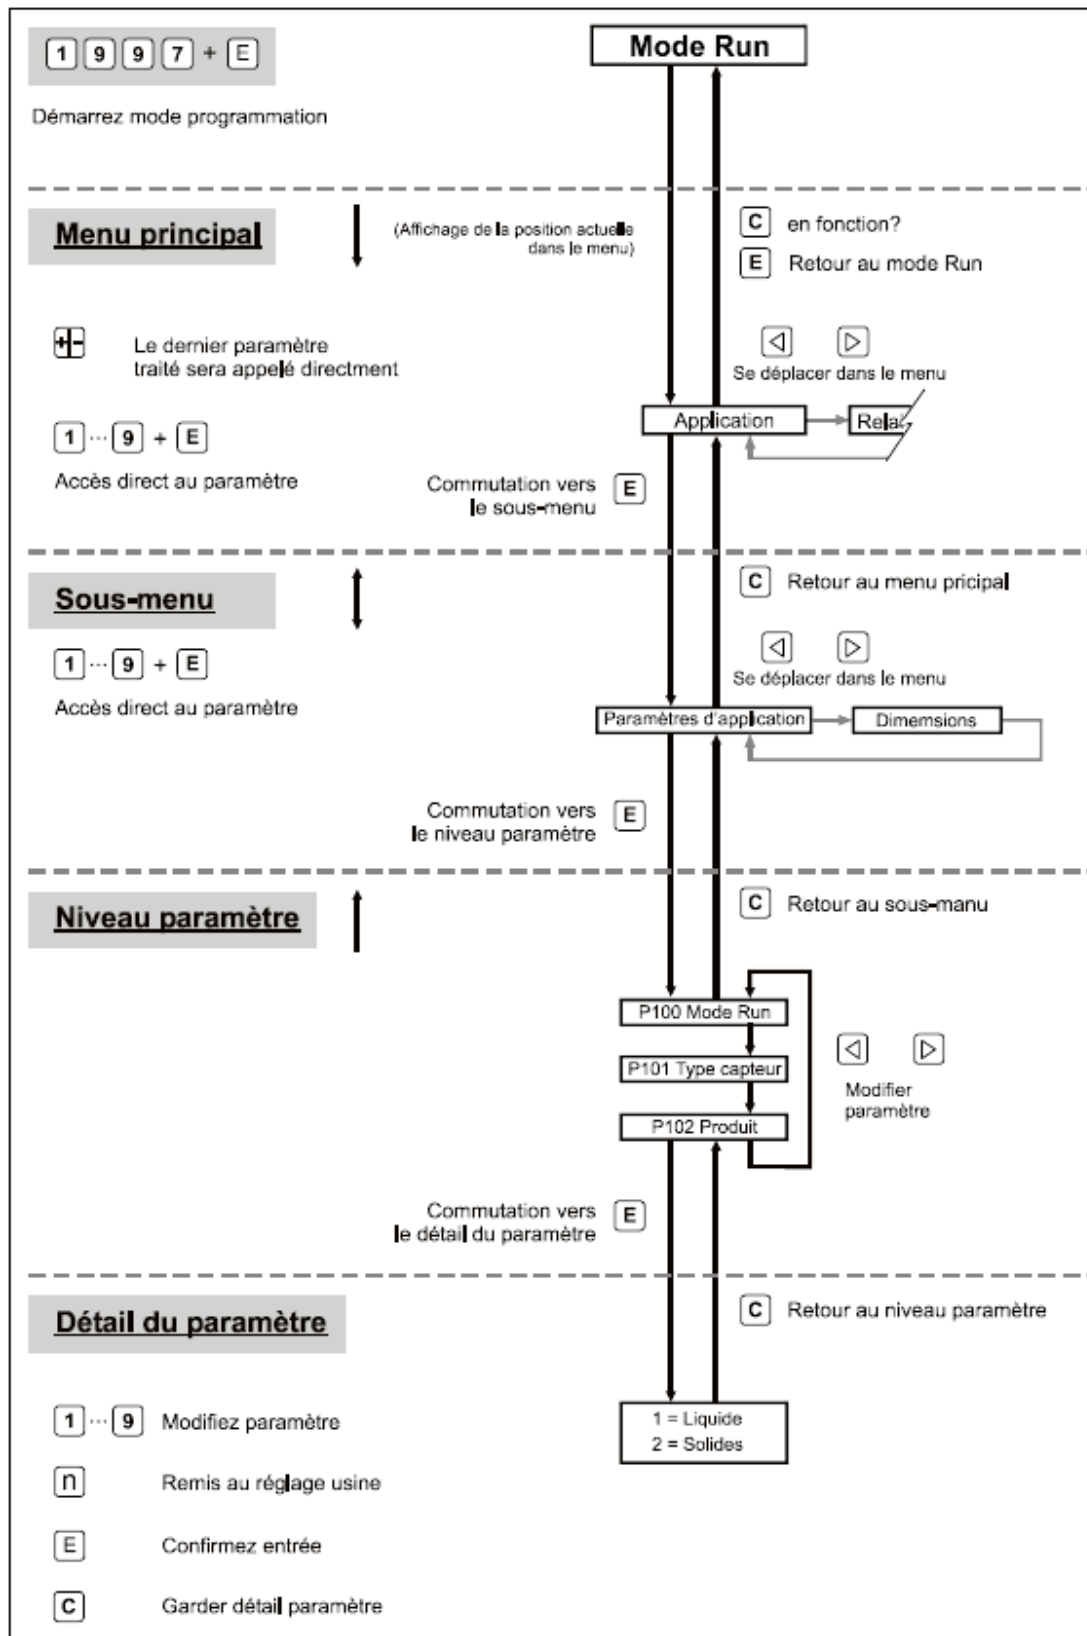 1 9 9 7 + E
Mode Run
Démarrez mode programmation
Menu principal
(Affichage de la position actuelle
dans le menu)
C en fonction?
E Retour au mode Run
+- Le dernier paramètre
traité sera appelé directment
Se déplacer dans le menu
Application
Relai
1 ... 9 + E
Accès direct au paramètre
Commutation vers
le sous-menu
E
Sous-menu
C Retour au menu pricipal
1 ... 9 + E
Accès direct au paramètre
Se déplacer dans le menu
Paramètres d'application
Dimemsions
Commutation vers
le niveau paramètre
E
Niveau paramètre
C Retour au sous-manu
P100 Mode Run
P101 Type capteur
P102 Produit
Modifier
paramètre
Commutation vers
le détail du paramètre
E
Détail du paramètre
C Retour au niveau paramètre
1 = Liquide
2 = Solides
1 ... 9 Modifiez paramètre
n Remis au réglage usine
E Confirmez entrée
C Garder détail paramètre